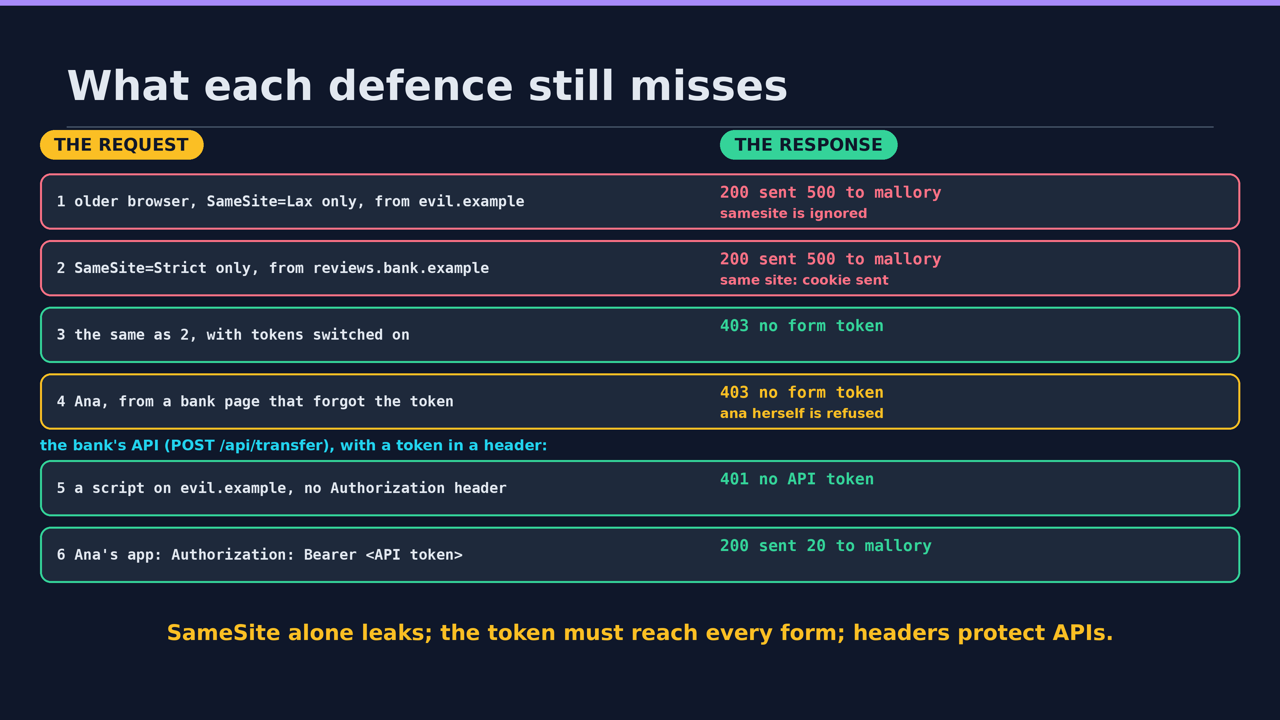 What each defence still misses
THE REQUEST
THE RESPONSE
1 older browser, SameSite=Lax only, from evil.example
200 sent 500 to mallory
samesite is ignored
2 SameSite=Strict only, from reviews.bank.example
200 sent 500 to mallory
same site: cookie sent
3 the same as 2, with tokens switched on
403 no form token
4 Ana, from a bank page that forgot the token
403 no form token
ana herself is refused
the bank's API (POST /api/transfer), with a token in a header:
5 a script on evil.example, no Authorization header
401 no API token
6 Ana's app: Authorization: Bearer <API token>
200 sent 20 to mallory
SameSite alone leaks; the token must reach every form; headers protect APIs.